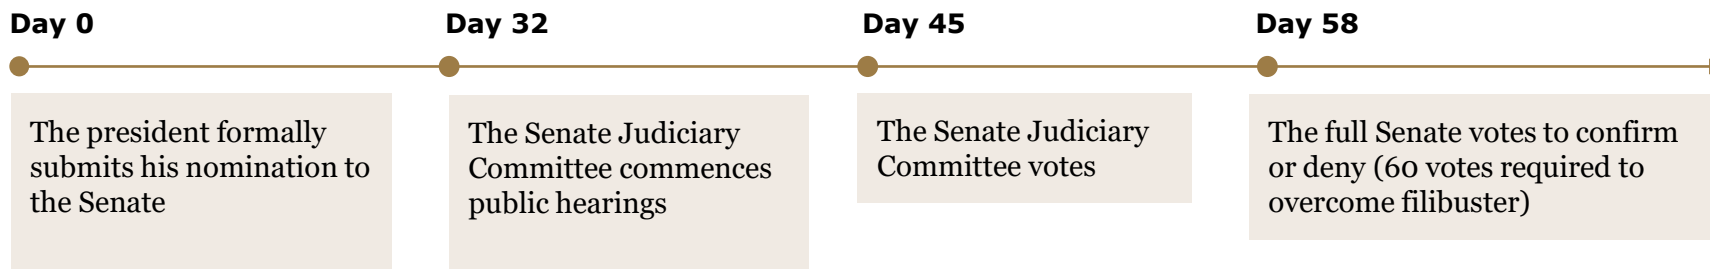 Day 0
The president formally
submits his nomination to
the Senate
Day 32
The Senate Judiciary
Committee commences
public hearings
Day 45
The Senate Judiciary
Committee votes
Day 58
The full Senate votes to confirm
or deny (60 votes required to
overcome filibuster)